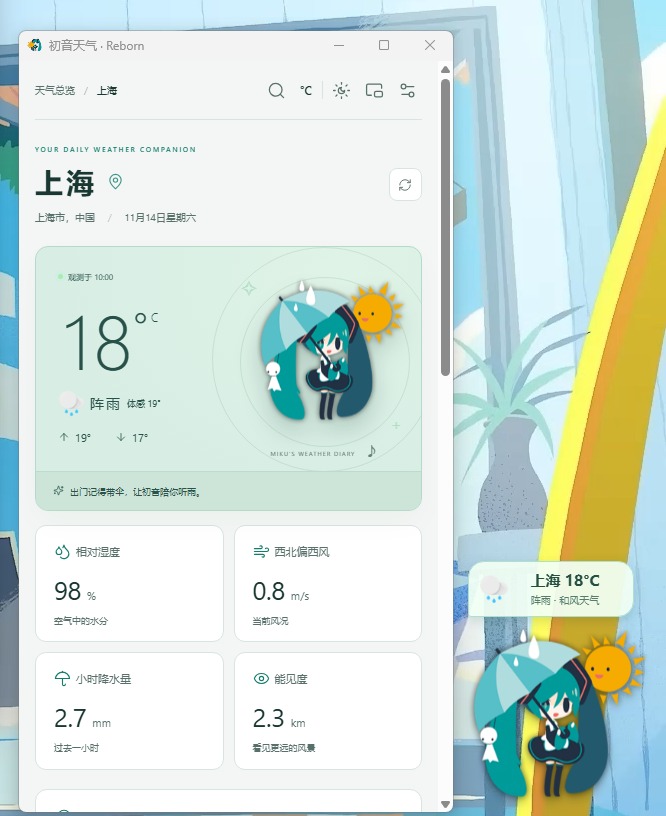 初音天气 · Reborn
天气总览 / 上海
°C
YOUR DAILY WEATHER COMPANION
上海
上海市，中国 / 11月14日星期六
观测于 10:00
18°C
阵雨 体感 19°
↑ 19° ↓ 17°
MIKU'S WEATHER DIARY
出门记得带伞，让初音陪你听雨。
相对湿度
98 %
空气中的水分
西北偏西风
0.8 m/s
当前风况
小时降水量
2.7 mm
过去一小时
能见度
2.3 km
看见更远的风景
上海 18°C
阵雨 · 和风天气